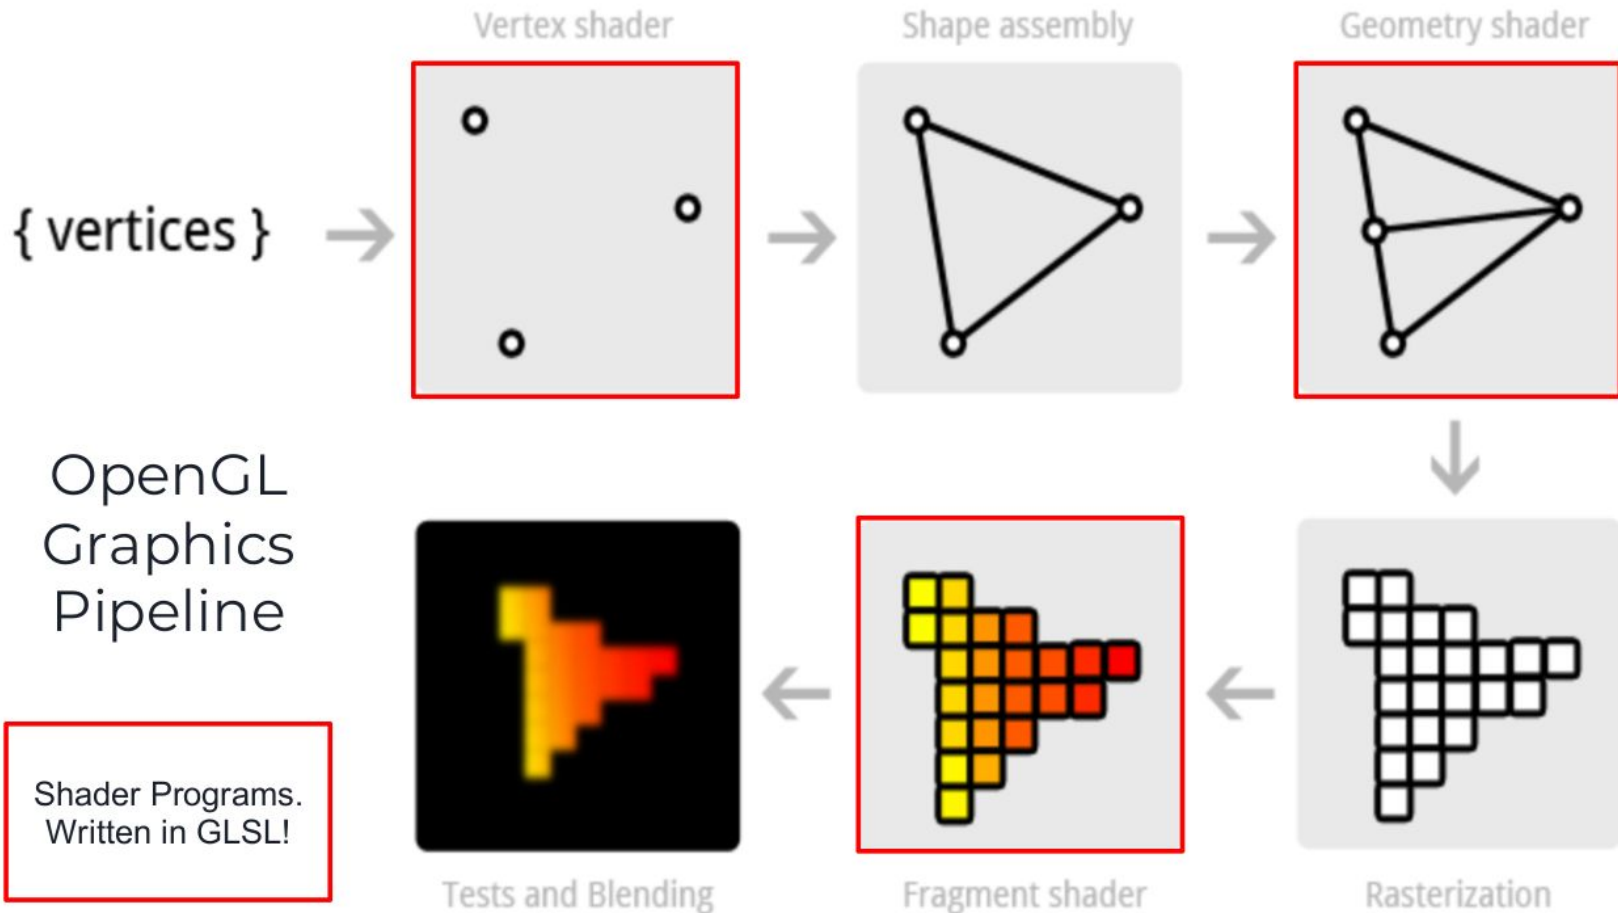 Vertex shader
Shape assembly
Geometry shader
{ vertices }
OpenGL
Graphics
Pipeline
Shader Programs.
Written in GLSL!
Tests and Blending
Fragment shader
Rasterization